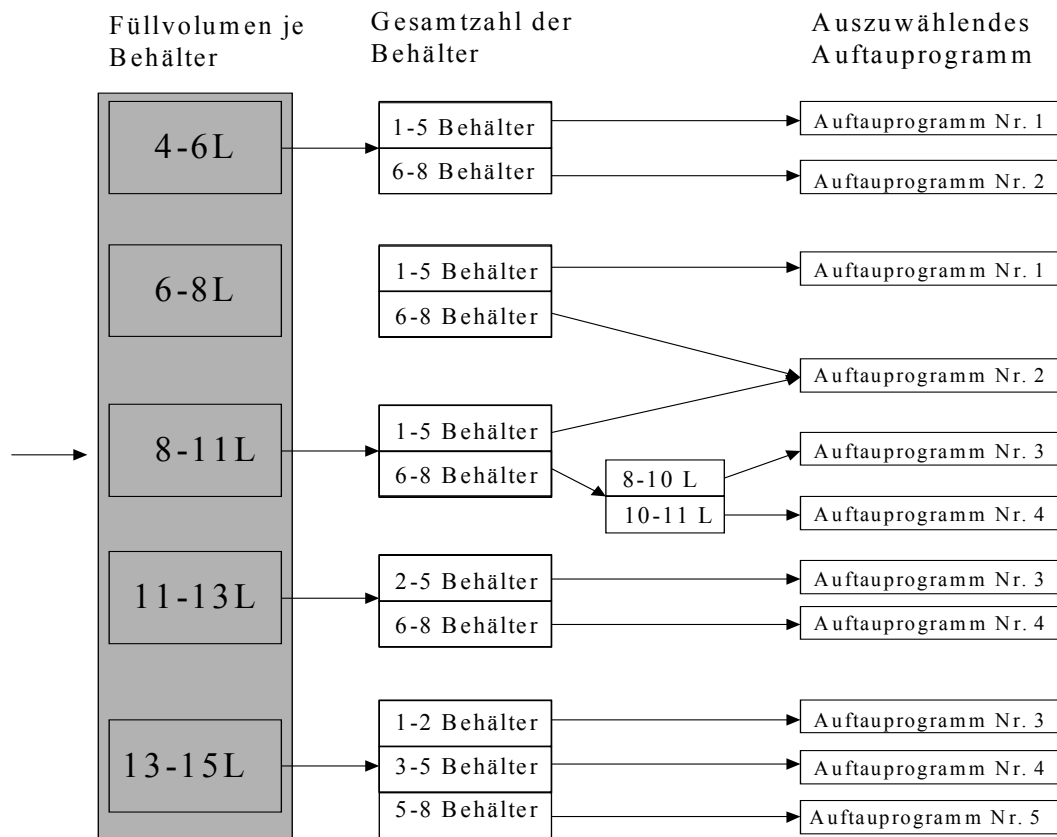 Füllvolumen je
Behälter
Gesamtzahl der
Behälter
Auszuwählendes
Auftauprogramm
4-6L
1-5 Behälter
6-8 Behälter
Auftauprogramm Nr. 1
Auftauprogramm Nr. 2
6-8L
1-5 Behälter
6-8 Behälter
Auftauprogramm Nr. 1
Auftauprogramm Nr. 2
8-11L
1-5 Behälter
6-8 Behälter
8-10 L
10-11 L
Auftauprogramm Nr. 3
Auftauprogramm Nr. 4
11-13L
2-5 Behälter
6-8 Behälter
Auftauprogramm Nr. 3
Auftauprogramm Nr. 4
13-15L
1-2 Behälter
3-5 Behälter
5-8 Behälter
Auftauprogramm Nr. 3
Auftauprogramm Nr. 4
Auftauprogramm Nr. 5